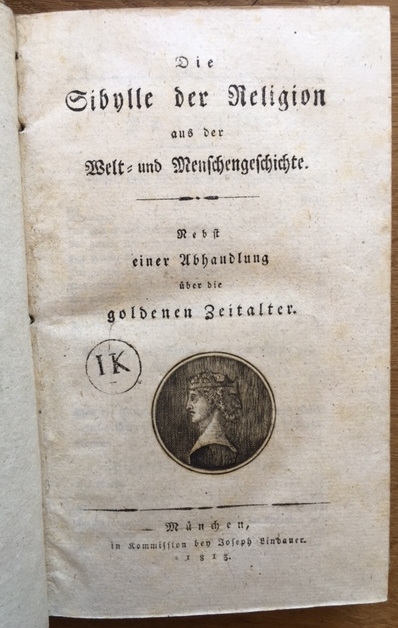 Die
Sibylle der Religion
aus der
Welt- und Menschengeschichte.
Nebst
einer Abhandlung
über die
goldenen Zeitalter.
IK
München,
in Kommission bey Joseph Lindauer.
1813.